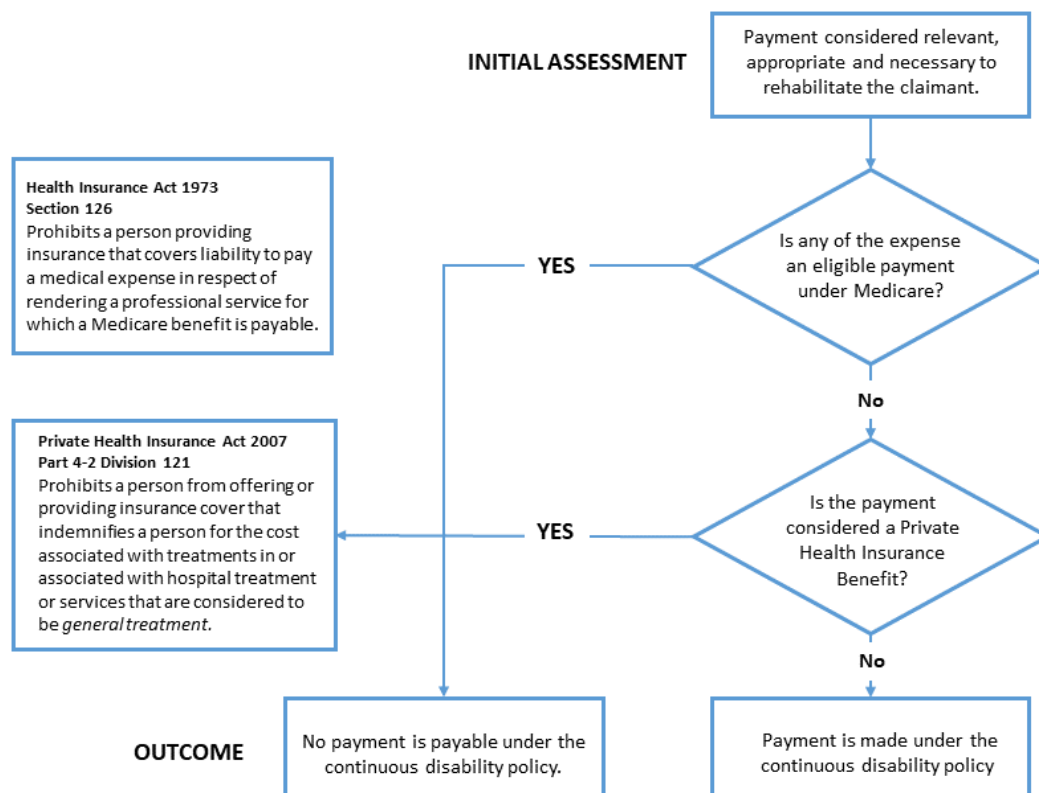 INITIAL ASSESSMENT
Payment considered relevant,
appropriate and necessary to
rehabilitate the claimant.
Health Insurance Act 1973
Section 126
Prohibits a person providing
insurance that covers liability to pay
a medical expense in respect of
rendering a professional service for
which a Medicare benefit is payable.
YES
Is any of the expense
an eligible payment
under Medicare?
No
Private Health Insurance Act 2007
Part 4-2 Division 121
Prohibits a person from offering or
providing insurance cover that
indemnifies a person for the cost
associated with treatments in or
associated with hospital treatment
or services that are considered to
be general treatment.
YES
Is the payment
considered a Private
Health Insurance
Benefit?
No
OUTCOME
No payment is payable under the
continuous disability policy.
Payment is made under the
continuous disability policy